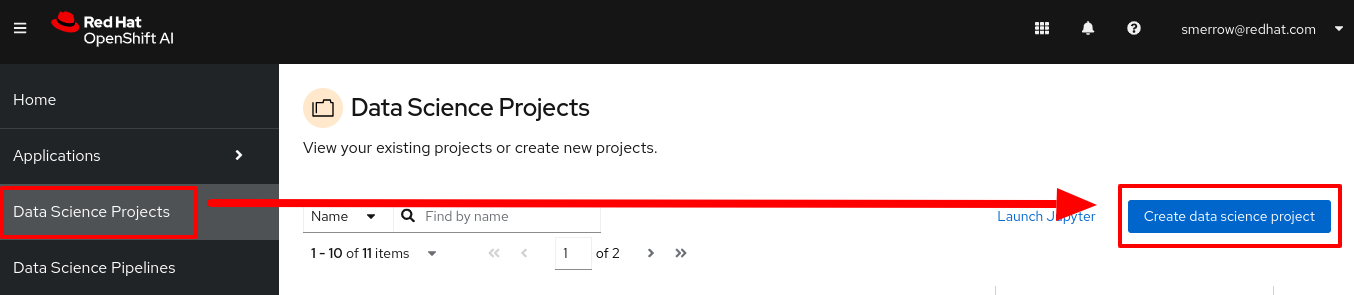 Red Hat
OpenShift AI
smerrow@redhat.com
Home
Applications
Data Science Projects
Data Science Pipelines
Data Science Projects
View your existing projects or create new projects.
Name
Find by name
Launch Jupyter
Create data science project
1 - 10 of 11 items
1 of 2